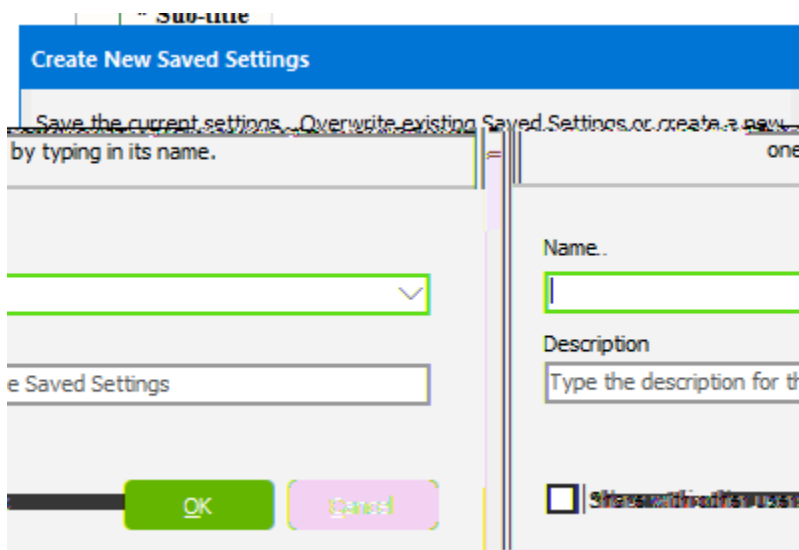 * Sub-title
Create New Saved Settings
Save the current settings. Overwrite existing Saved Settings or create a new
by typing in its name.
one
Name..
Description
e Saved Settings
Type the description for th
OK
Cancel